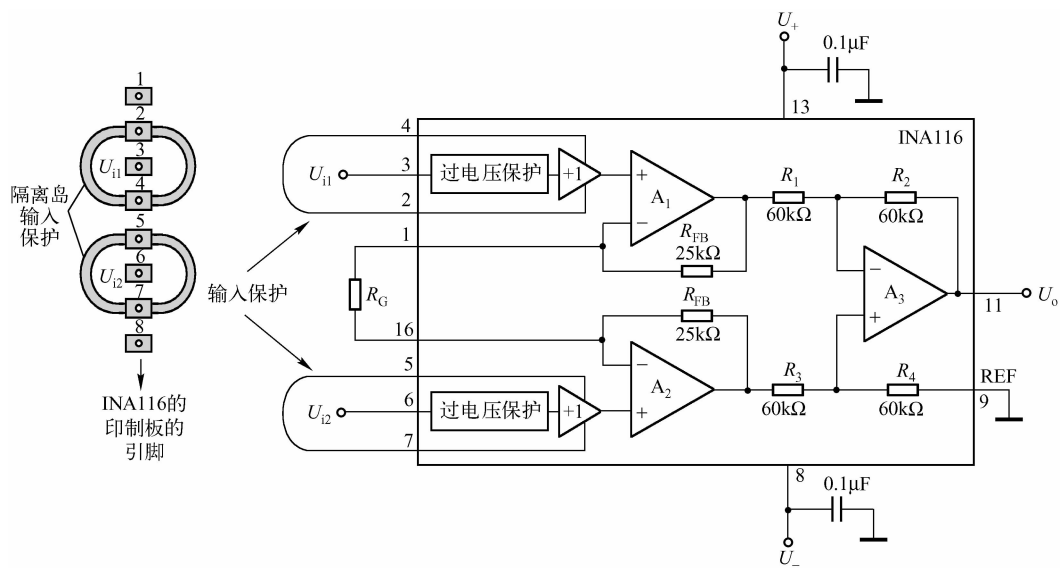 U₊
0.1μF
13
INA116
1
2
3
Uᵢ₁
4
隔离岛
输入
保护
5
6
Uᵢ₂
7
8
INA116的
印制板的
引脚
输入保护
4
Uᵢ₁
3
过电压保护
+1
2
1
R_G
16
5
Uᵢ₂
6
过电压保护
+1
7
+
A₁
−
R_FB
25kΩ
R_FB
25kΩ
−
A₂
+
R₁
60kΩ
R₂
60kΩ
−
A₃
+
11
Uₒ
R₃
60kΩ
R₄
60kΩ
REF
9
8
0.1μF
U₋